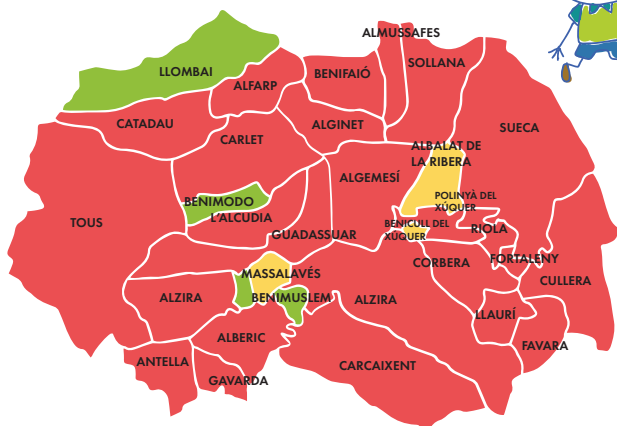 ALMUSSAFES
LLOMBAI
ALFARP
BENIFAIÓ
SOLLANA
CATADAU
CARLET
ALGINET
SUECA
ALBALAT DE
LA RIBERA
ALGEMESÍ
BENIMODO
L'ALCUDIA
POLINYÀ DEL
XÚQUER
TOUS
GUADASSUAR
BENICULL DEL
XÚQUER
RIOLA
MASSALAVÉS
CORBERA
FORTALENY
CULLERA
ALZIRA
BENIMUSLEM
ALZIRA
LLAURÍ
ALBERIC
FAVARA
ANTELLA
CARCAIXENT
GAVARDA